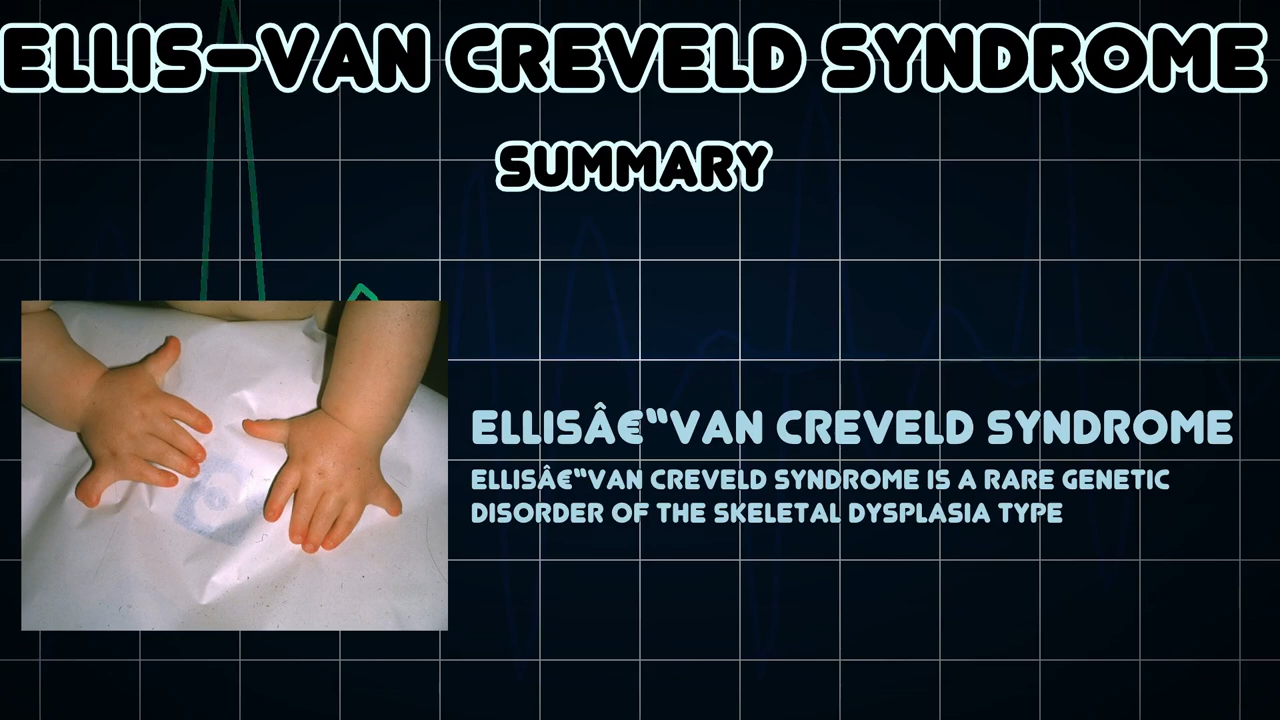 ELLIS-VAN CREVELD SYNDROME
SUMMARY
ELLISÂ€“VAN CREVELD SYNDROME
ELLISÂ€“VAN CREVELD SYNDROME IS A RARE GENETIC
DISORDER OF THE SKELETAL DYSPLASIA TYPE